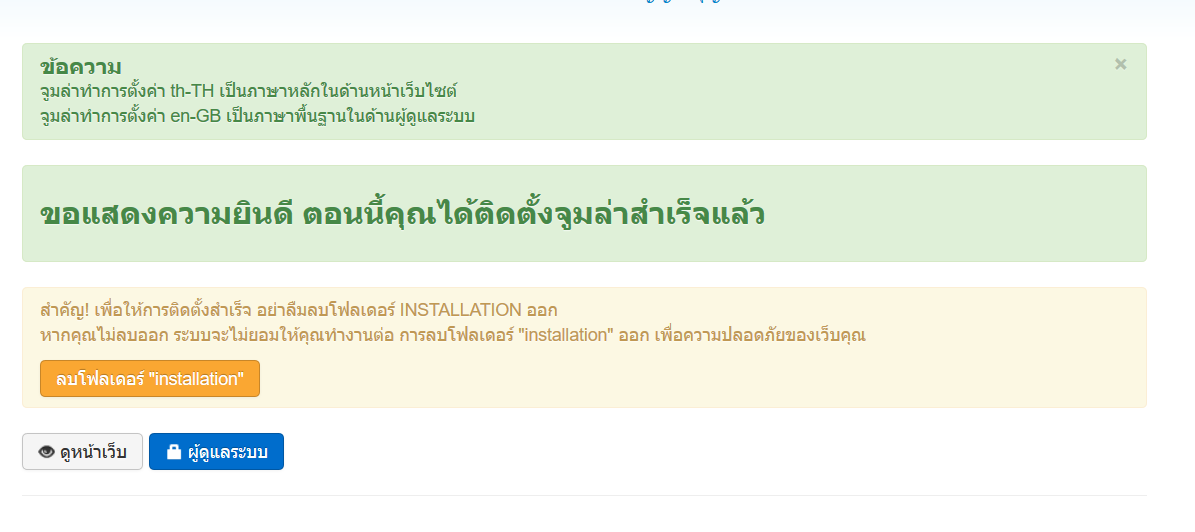 ข้อความ
จูมล่าทำการตั้งค่า th-TH เป็นภาษาหลักในด้านหน้าเว็บไซต์
จูมล่าทำการตั้งค่า en-GB เป็นภาษาพื้นฐานในด้านผู้ดูแลระบบ
ขอแสดงความยินดี ตอนนี้คุณได้ติดตั้งจูมล่าสำเร็จแล้ว
สำคัญ! เพื่อให้การติดตั้งสำเร็จ อย่าลืมลบโฟลเดอร์ INSTALLATION ออก
หากคุณไม่ลบออก ระบบจะไม่ยอมให้คุณทำงานต่อ การลบโฟลเดอร์ "installation" ออก เพื่อความปลอดภัยของเว็บคุณ
ลบโฟลเดอร์ "installation"
ดูหน้าเว็บ ผู้ดูแลระบบ